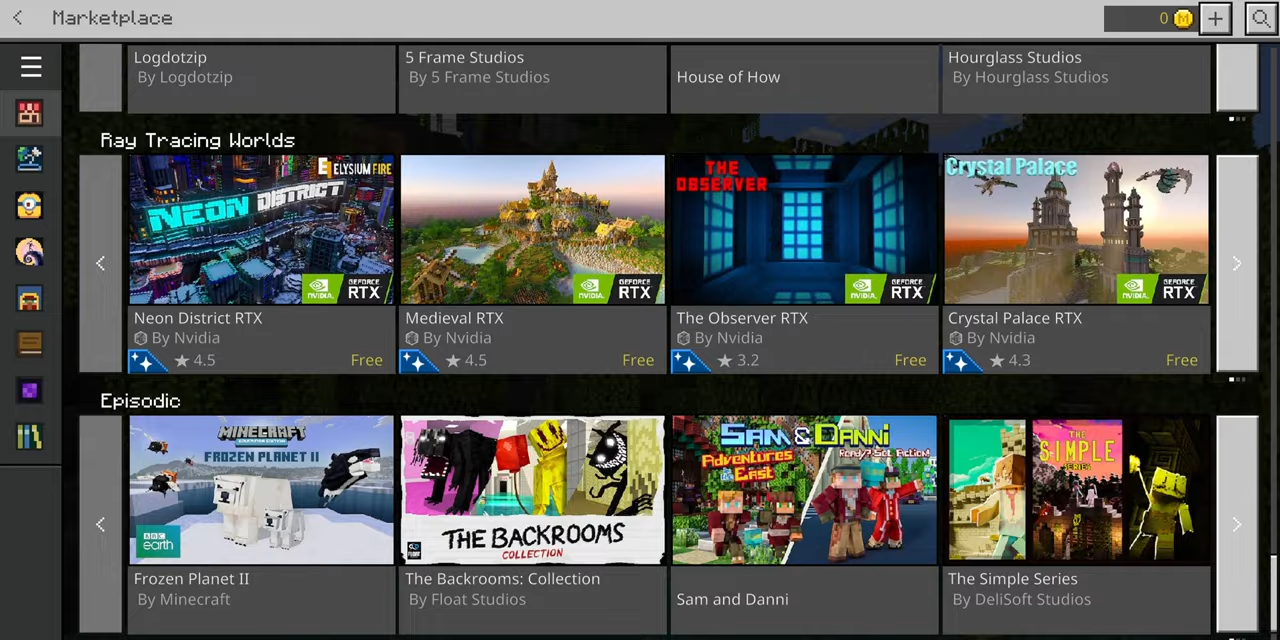 Marketplace
0
Logdotzip
By Logdotzip
5 Frame Studios
By 5 Frame Studios
House of How
Hourglass Studios
By Hourglass Studios
Ray Tracing Worlds
ELYSIUM FIRE
NEON DISTRICT
NVIDIA.
GEFORCE
RTX
NVIDIA.
GEFORCE
RTX
THE
OBSERVER
NVIDIA.
GEFORCE
RTX
Crystal Palace
NVIDIA.
GEFORCE
RTX
Neon District RTX
By Nvidia
4.5
Free
Medieval RTX
By Nvidia
4.5
Free
The Observer RTX
By Nvidia
3.2
Free
Crystal Palace RTX
By Nvidia
4.3
Free
Episodic
MINECRAFT
FROZEN PLANET II
BBC
earth
THE BACKROOMS
COLLECTION
SAM & DANNI
Adventures
in East
Ready? Set. Action!
THE
SIMPLE
SERIES
Frozen Planet II
By Minecraft
The Backrooms: Collection
By Float Studios
Sam and Danni
The Simple Series
By DeliSoft Studios